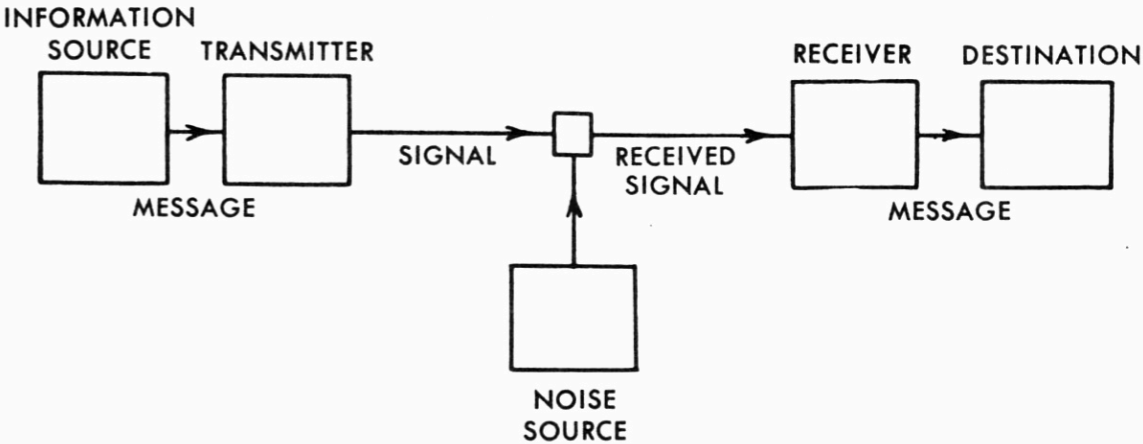 INFORMATION
SOURCE
TRANSMITTER
RECEIVER
DESTINATION
SIGNAL
RECEIVED
SIGNAL
MESSAGE
MESSAGE
NOISE
SOURCE